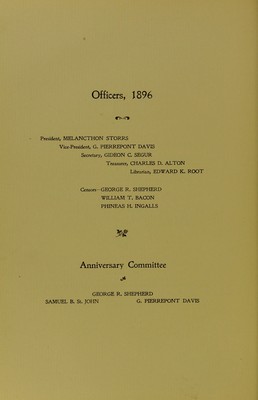 Officers, 1896
President, MELANCTHON STORRS
Vice-President, G. PIERREPONT DAVIS
Secretary, GIDEON C. SEGUR
Treasurer, CHARLES D. ALTON
Librarian, EDWARD K. ROOT
Censors—GEORGE R. SHEPHERD
WILLIAM T. BACON
PHINEAS H. INGALLS
Anniversary Committee
GEORGE R. SHEPHERD
SAMUEL B. St. JOHN G. PIERREPONT DAVIS